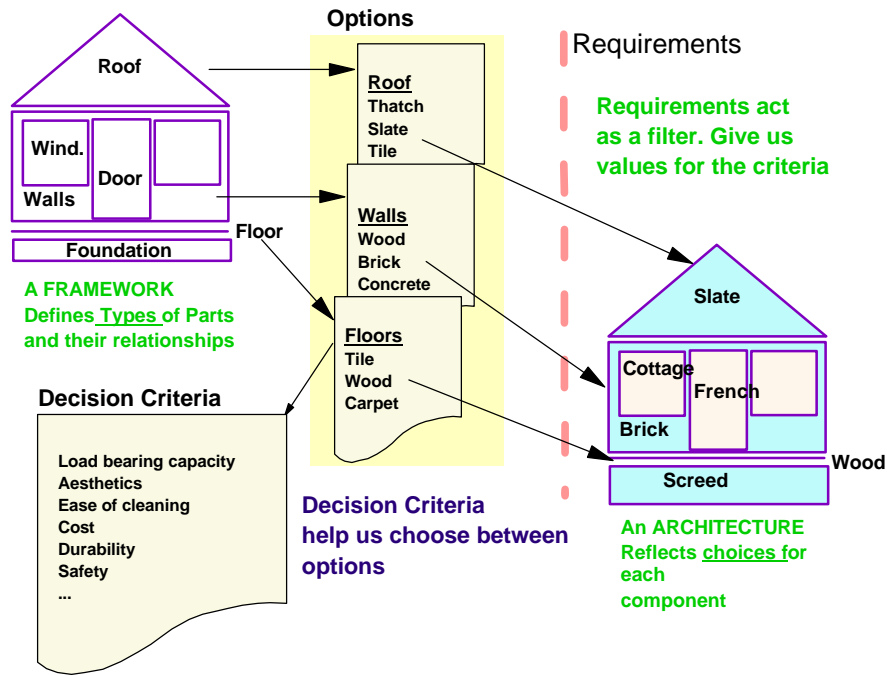 Options
Requirements
Roof
Wind.
Door
Walls
Floor
Foundation
A FRAMEWORK
Defines Types of Parts
and their relationships
Roof
Thatch
Slate
Tile
Walls
Wood
Brick
Concrete
Floors
Tile
Wood
Carpet
Requirements act
as a filter. Give us
values for the criteria
Slate
Cottage
French
Brick
Wood
Screed
Decision Criteria
Load bearing capacity
Aesthetics
Ease of cleaning
Cost
Durability
Safety
...
Decision Criteria
help us choose between
options
An ARCHITECTURE
Reflects choices for
each
component